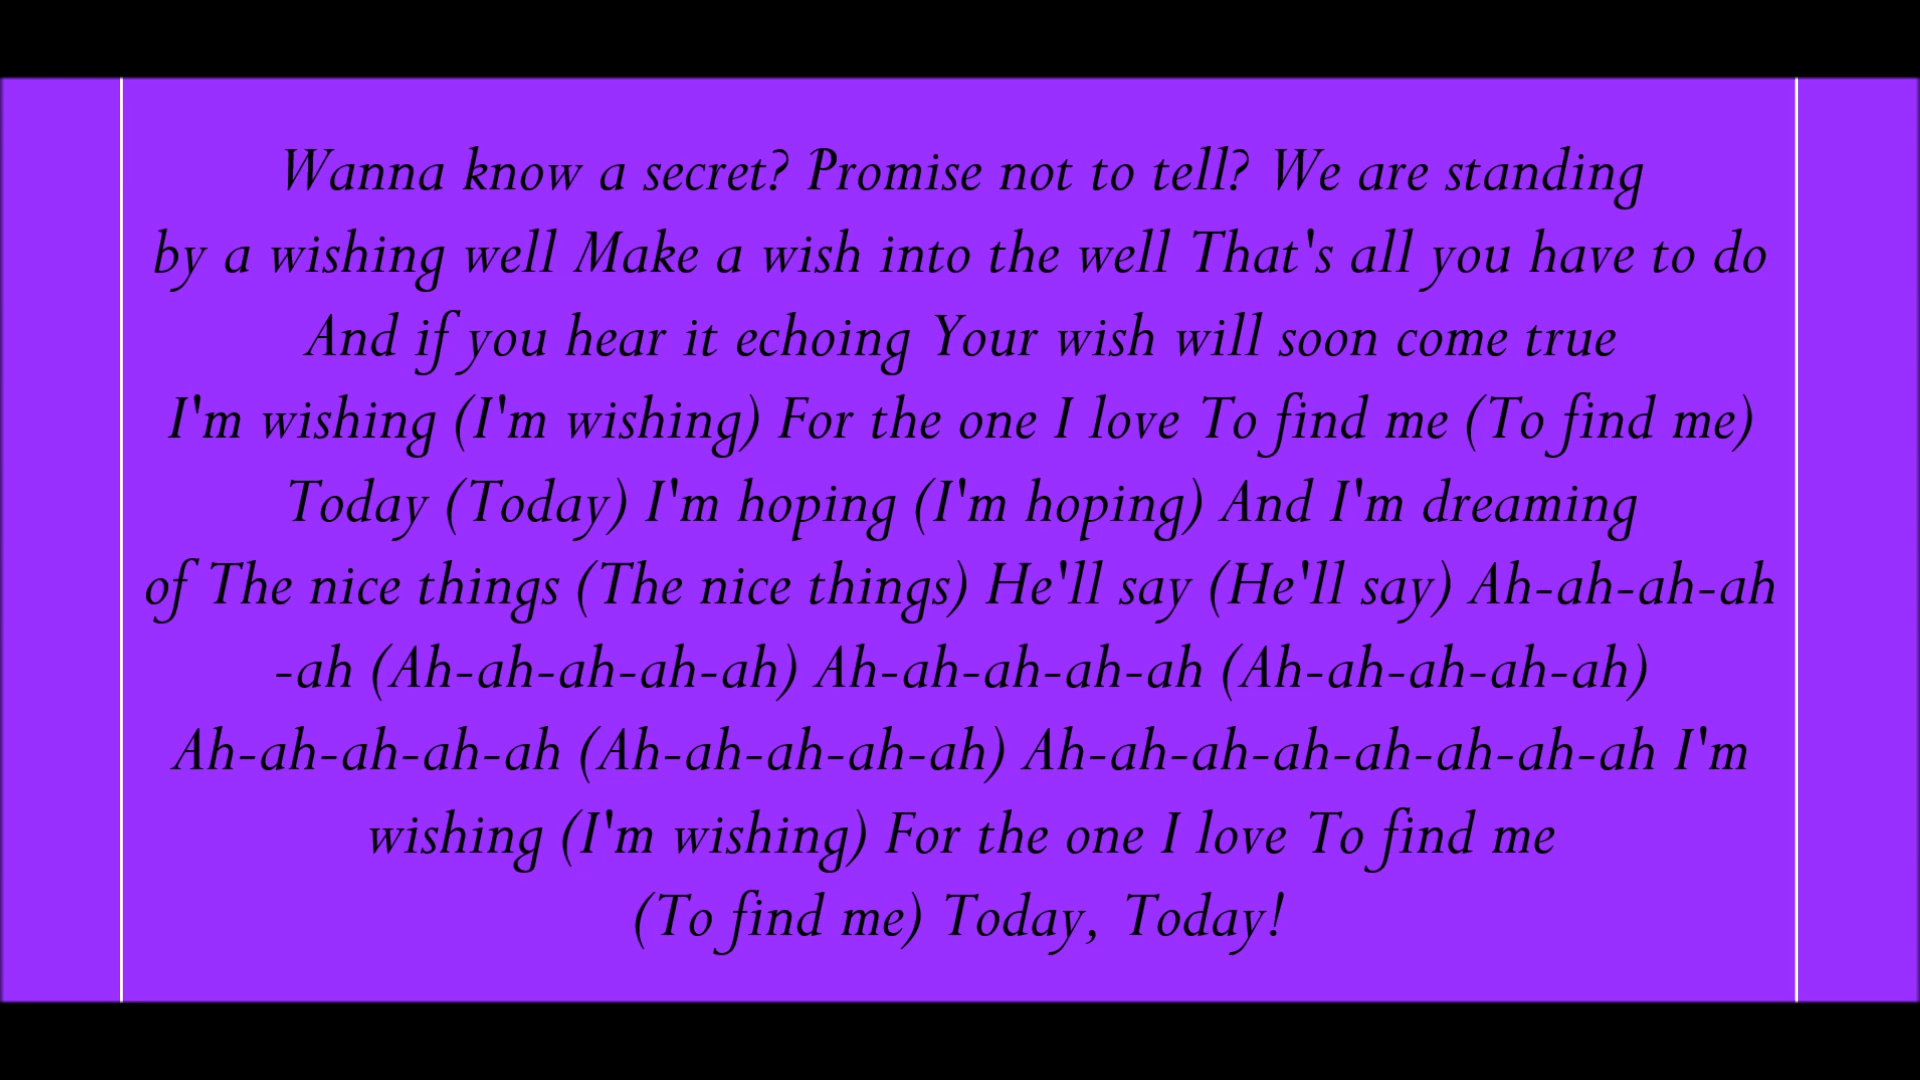 Wanna know a secret? Promise not to tell? We are standing
by a wishing well Make a wish into the well That's all you have to do
And if you hear it echoing Your wish will soon come true
I'm wishing (I'm wishing) For the one I love To find me (To find me)
Today (Today) I'm hoping (I'm hoping) And I'm dreaming
of The nice things (The nice things) He'll say (He'll say) Ah-ah-ah-ah
-ah (Ah-ah-ah-ah-ah) Ah-ah-ah-ah-ah (Ah-ah-ah-ah-ah)
Ah-ah-ah-ah-ah (Ah-ah-ah-ah-ah) Ah-ah-ah-ah-ah-ah-ah-ah I'm
wishing (I'm wishing) For the one I love To find me
(To find me) Today, Today!